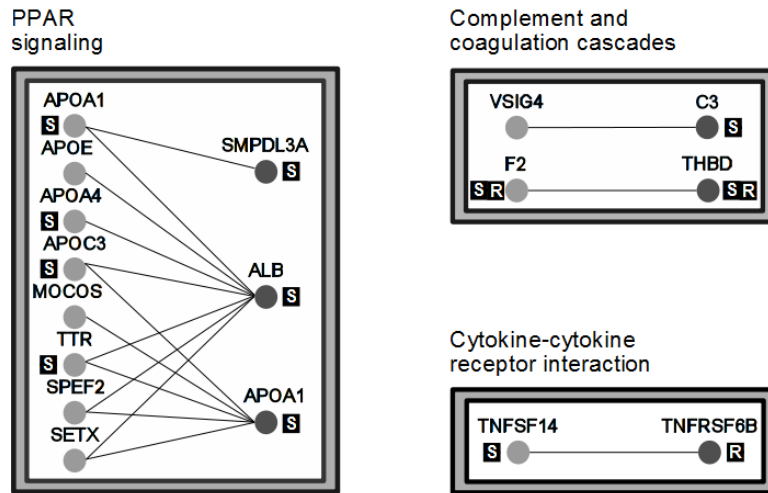 PPAR
signaling
APOA1
S
SMPDL3A
S
APOE
APOA4
S
APOC3
S
ALB
S
MOCOS
TTR
S
SPEF2
APOA1
S
SETX
Complement and
coagulation cascades
VSIG4 C3
S
F2 THBD
S R S R
Cytokine-cytokine
receptor interaction
TNFSF14 TNFRSF6B
S R